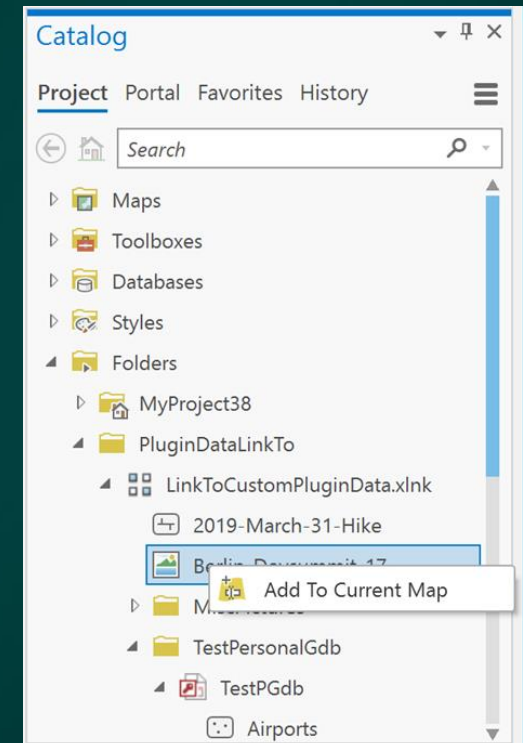 Catalog
Project Portal Favorites History
Search
Maps
Toolboxes
Databases
Styles
Folders
MyProject38
PluginDataLinkTo
LinkToCustomPluginData.xlnk
2019-March-31-Hike
Add To Current Map
TestPersonalGdb
TestPGdb
Airports